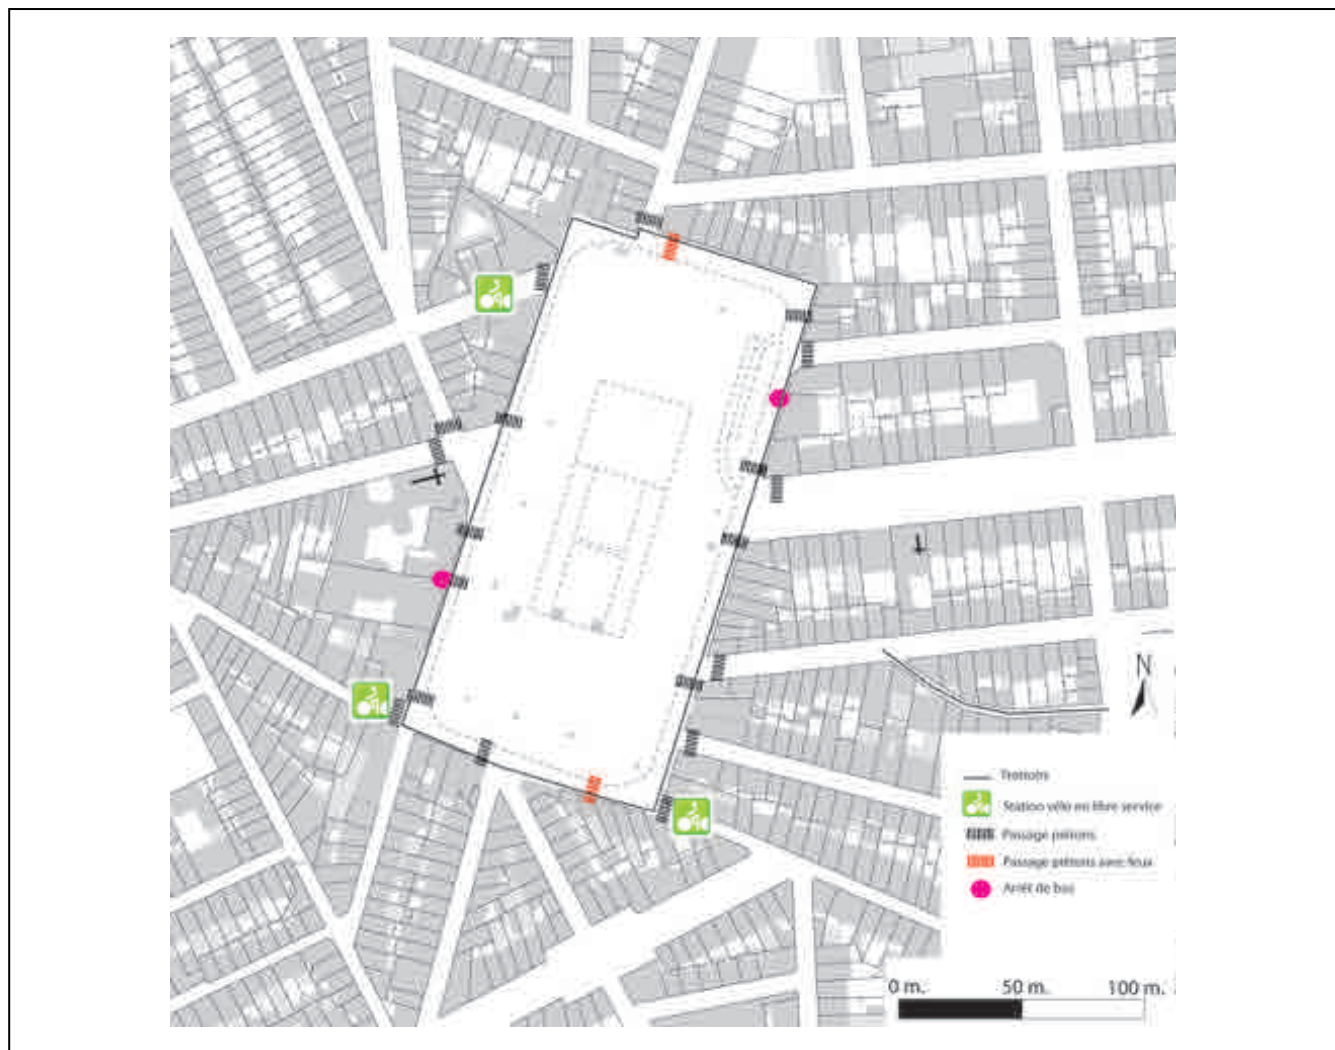 N
Trottoirs
Station vélo en libre service
Passage piétons
Passage piétons avec feux
Arrêt de bus
0 m. 50 m. 100 m.